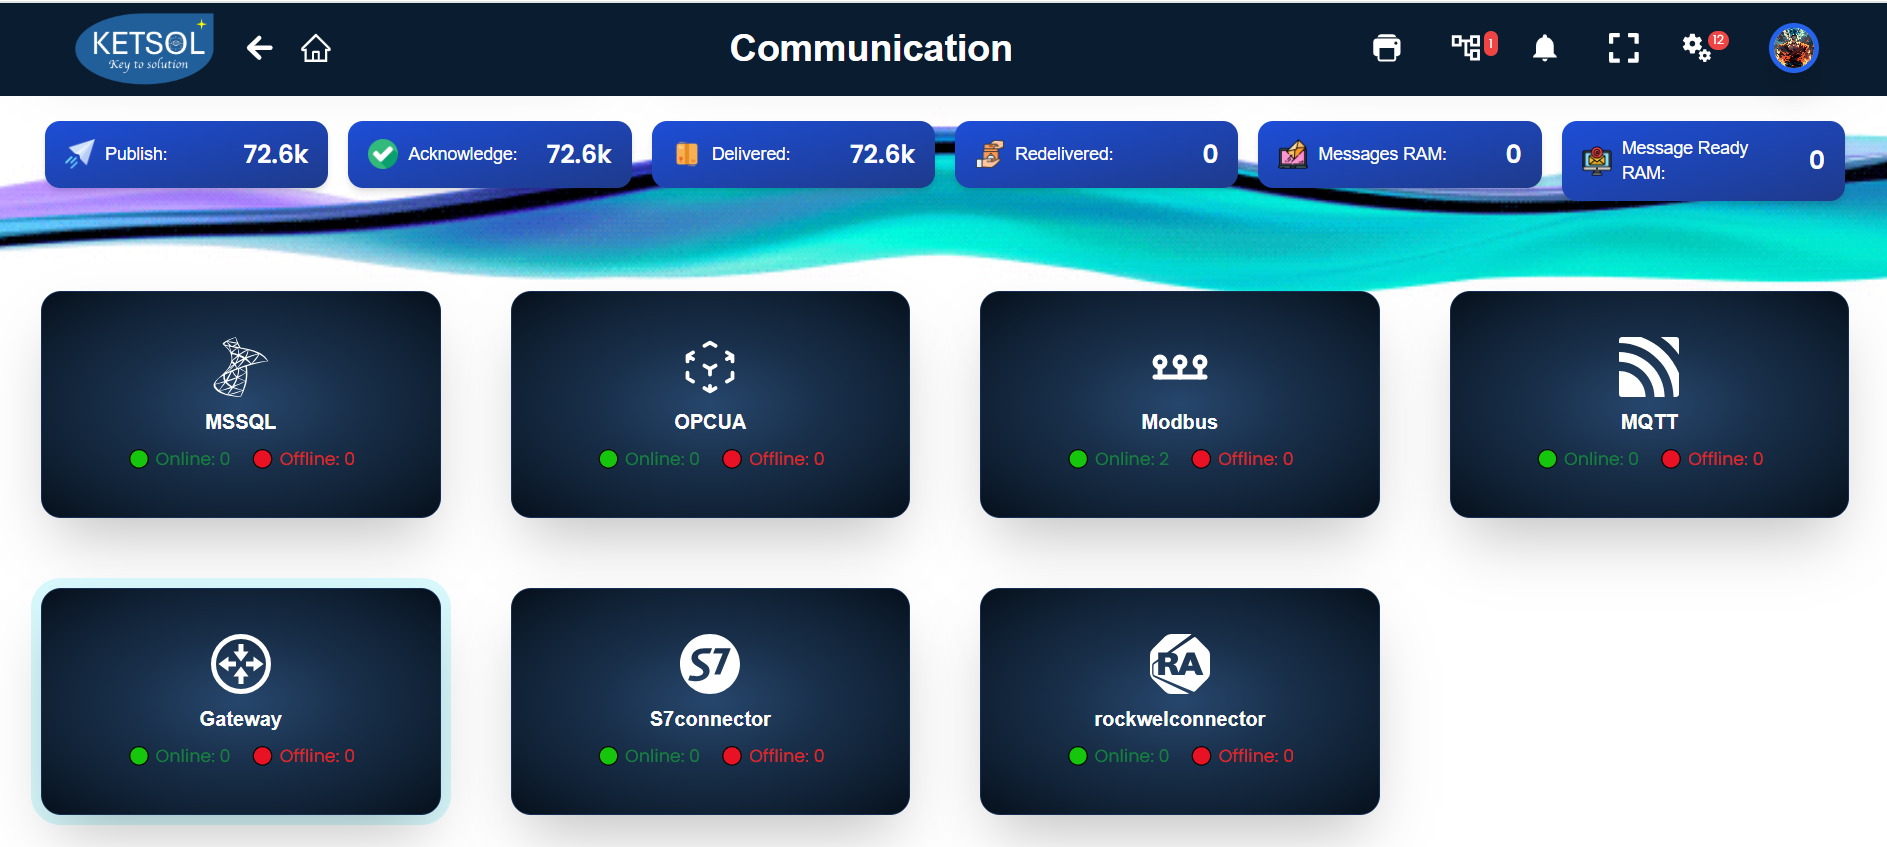 KETSOL
Key to solution
Communication
1
12
Publish: 72.6k
Acknowledge: 72.6k
Delivered: 72.6k
Redelivered: 0
Messages RAM: 0
Message Ready
RAM: 0
MSSQL
Online: 0 Offline: 0
OPCUA
Online: 0 Offline: 0
Modbus
Online: 2 Offline: 0
MQTT
Online: 0 Offline: 0
Gateway
Online: 0 Offline: 0
S7
S7connector
Online: 0 Offline: 0
RA
rockwelconnector
Online: 0 Offline: 0